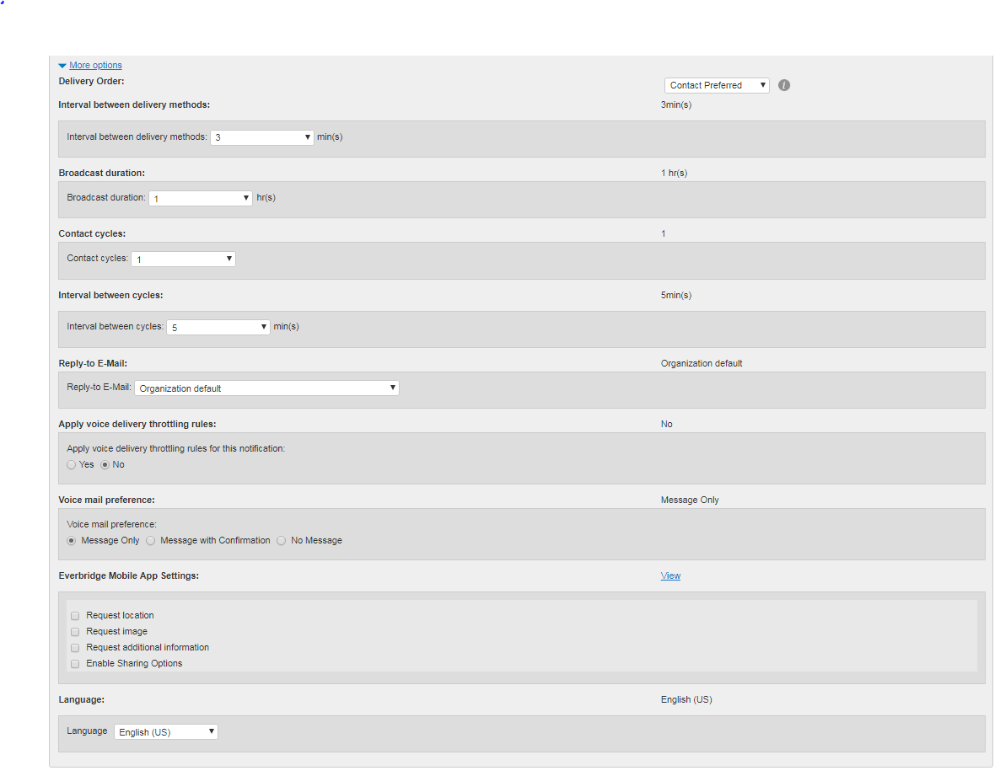 More options
Delivery Order: Contact Preferred i
Interval between delivery methods: 3min(s)
Interval between delivery methods: 3 min(s)
Broadcast duration: 1 hr(s)
Broadcast duration: 1 hr(s)
Contact cycles: 1
Contact cycles: 1
Interval between cycles: 5min(s)
Interval between cycles: 5 min(s)
Reply-to E-Mail: Organization default
Reply-to E-Mail: Organization default
Apply voice delivery throttling rules: No
Apply voice delivery throttling rules for this notification:
Yes No
Voice mail preference: Message Only
Voice mail preference:
Message Only Message with Confirmation No Message
Everbridge Mobile App Settings: View
Request location
Request image
Request additional information
Enable Sharing Options
Language: English (US)
Language English (US)